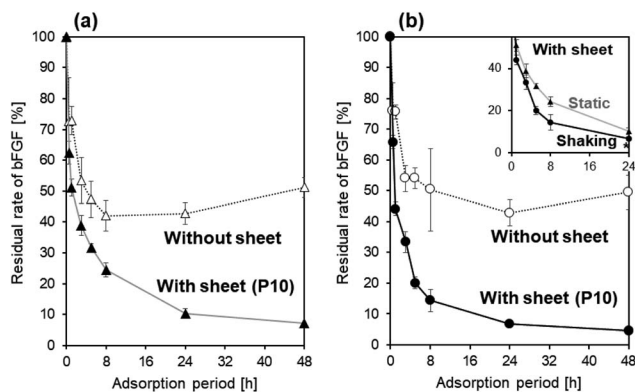 (a)
Residual rate of bFGF [%]
100
90
80
70
60
50
40
30
20
10
0
Without sheet
With sheet (P10)
0 8 16 24 32 40 48
Adsorption period [h]
(b)
Residual rate of bFGF [%]
100
90
80
70
60
50
40
30
20
10
0
With sheet
Static
Shaking
*
40
20
0
0 8 16 24
Without sheet
With sheet (P10)
0 8 16 24 32 40 48
Adsorption period [h]